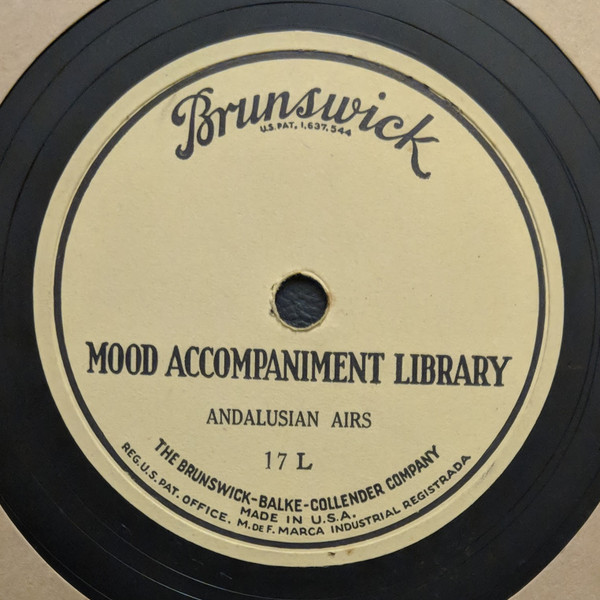 Brunswick
U.S. PAT. 1,637,544
MOOD ACCOMPANIMENT LIBRARY
ANDALUSIAN AIRS
17 L
THE BRUNSWICK-BALKE-COLLENDER COMPANY
MADE IN U.S.A.
REG. U.S. PAT. OFFICE. M. DE F. MARCA INDUSTRIAL REGISTRADA